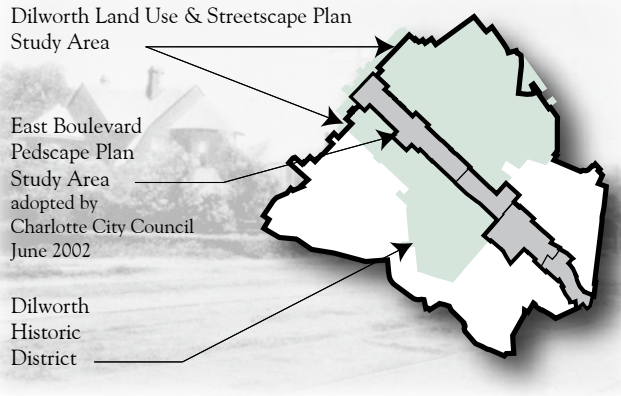 Dilworth Land Use & Streetscape Plan
Study Area
East Boulevard
Pedscape Plan
Study Area
adopted by
Charlotte City Council
June 2002
Dilworth
Historic
District